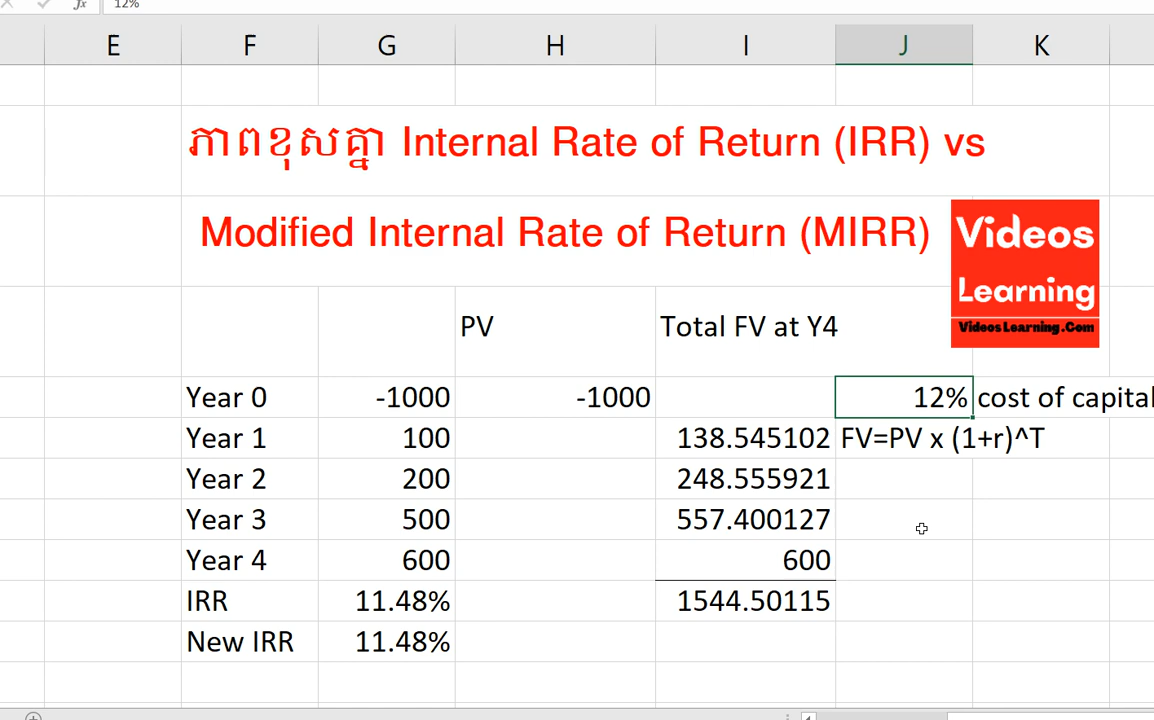 12%
E F G H I J K
ភាពខុសគ្នា Internal Rate of Return (IRR) vs
Modified Internal Rate of Return (MIRR)
Videos
Learning
VideosLearning.Com
PV Total FV at Y4
Year 0 -1000 -1000 12% cost of capital
Year 1 100 138.545102 FV=PV x (1+r)^T
Year 2 200 248.555921
Year 3 500 557.400127
Year 4 600 600
IRR 11.48% 1544.50115
New IRR 11.48%